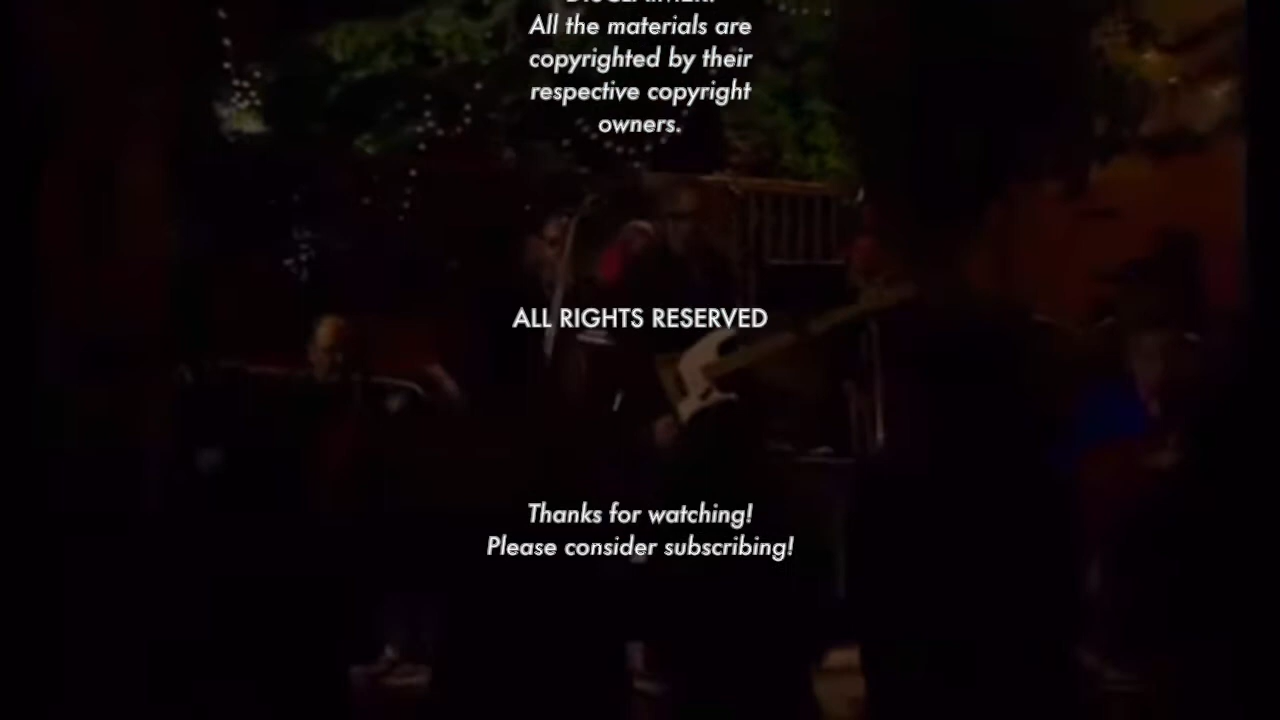 All the materials are
copyrighted by their
respective copyright
owners.
ALL RIGHTS RESERVED
Thanks for watching!
Please consider subscribing!